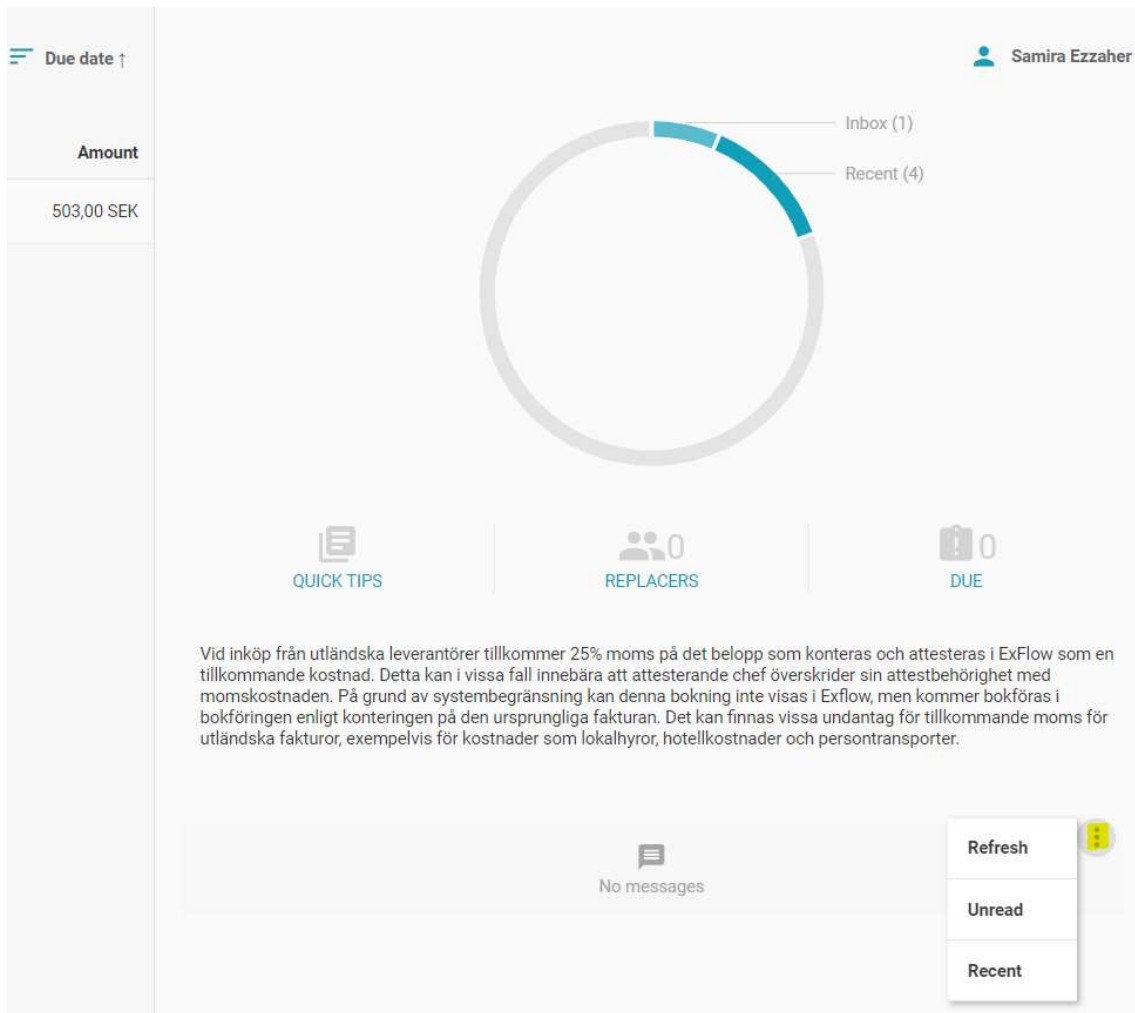 Due date ↑
Samira Ezzaher
Inbox (1)
Amount
Recent (4)
503,00 SEK
0
0
QUICK TIPS
REPLACERS
DUE
Vid inköp från utländska leverantörer tillkommer 25% moms på det belopp som konteras och attesteras i ExFlow som en
tillkommande kostnad. Detta kan i vissa fall innebära att attesterande chef överskrider sin attestbehörighet med
momskostnaden. På grund av systembegränsning kan denna bokning inte visas i Exflow, men kommer bokföras i
bokföringen enligt konteringen på den ursprungliga fakturan. Det kan finnas vissa undantag för tillkommande moms för
utländska fakturor, exempelvis för kostnader som lokalhyror, hotellkostnader och persontransporter.
No messages
Refresh
Unread
Recent